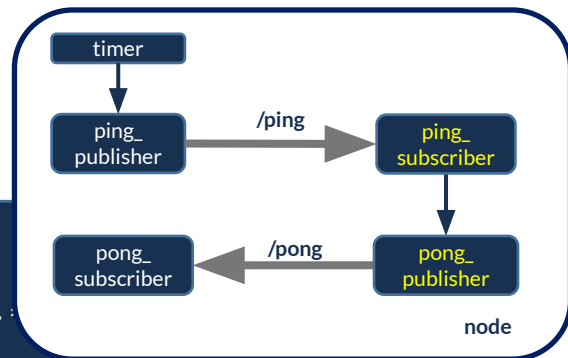 timer
ping_
publisher
/ping
ping_
subscriber
pong_
subscriber
/pong
pong_
publisher
node